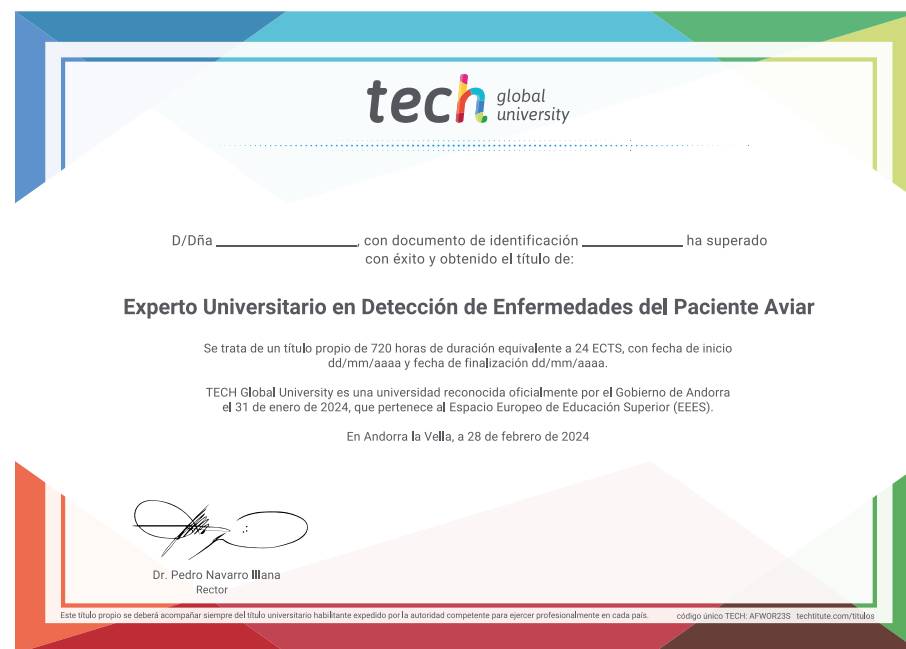 tech global university
D/Dña ____________________, con documento de identificación ______________ ha superado
con éxito y obtenido el título de:
Experto Universitario en Detección de Enfermedades del Paciente Aviar
Se trata de un título propio de 720 horas de duración equivalente a 24 ECTS, con fecha de inicio
dd/mm/aaaa y fecha de finalización dd/mm/aaaa.
TECH Global University es una universidad reconocida oficialmente por el Gobierno de Andorra
el 31 de enero de 2024, que pertenece al Espacio Europeo de Educación Superior (EEES).
En Andorra la Vella, a 28 de febrero de 2024
Dr. Pedro Navarro Illana
Rector
Este título propio se deberá acompañar siempre del título universitario habilitante expedido por la autoridad competente para ejercer profesionalmente en cada país. código único TECH: AFWOR23S techtitute.com/titulos